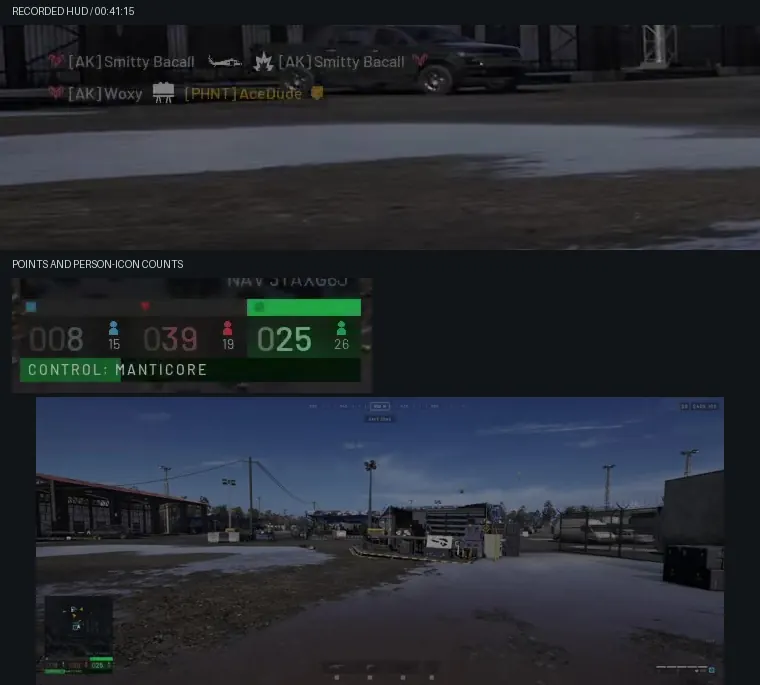 RECORDED HUD / 00:41:15
[AK] Smitty Bacall [AK] Smitty Bacall
[AK] Woxy [PHNT] AceDude
POINTS AND PERSON-ICON COUNTS
008 15 039 19 025 26
CONTROL: MANTICORE